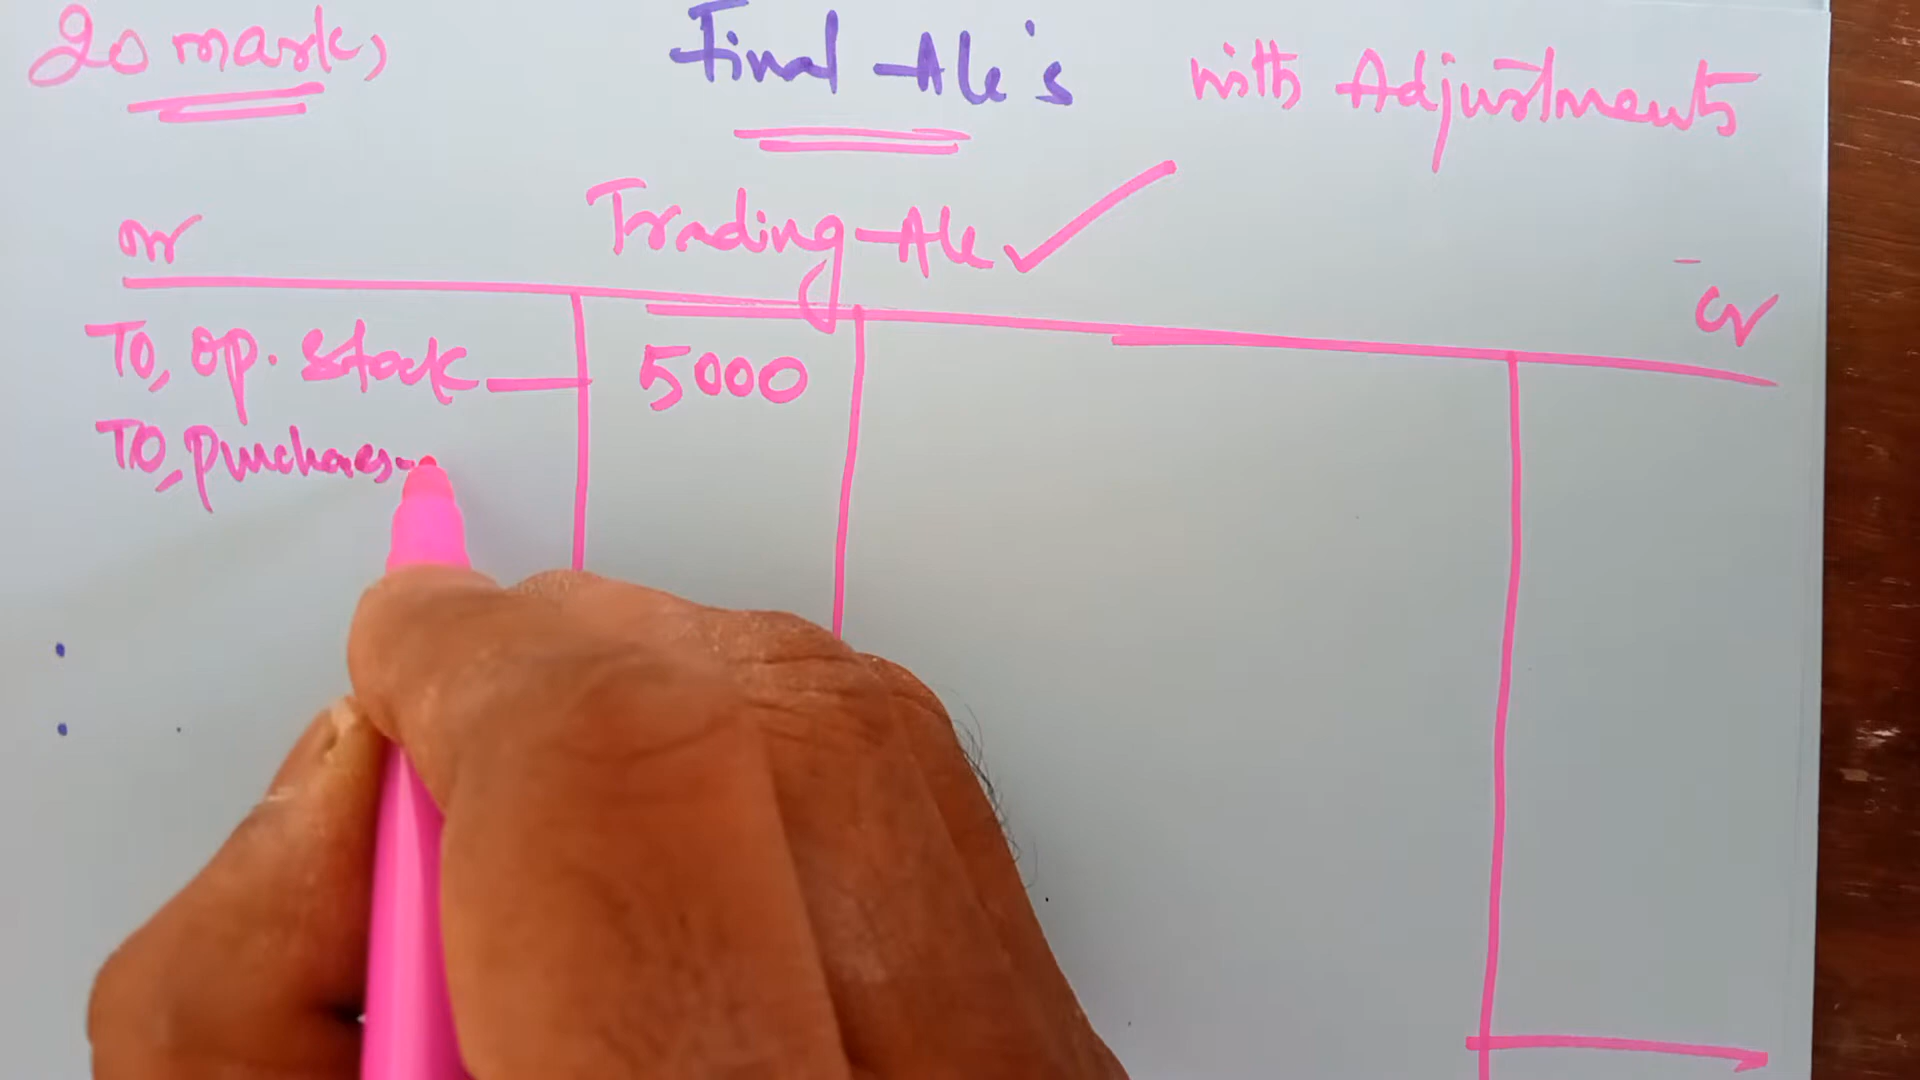 20 marks
Final A/c's with Adjustments
Trading A/c
Dr
Cr
To, op. stock 5000
To, purchases